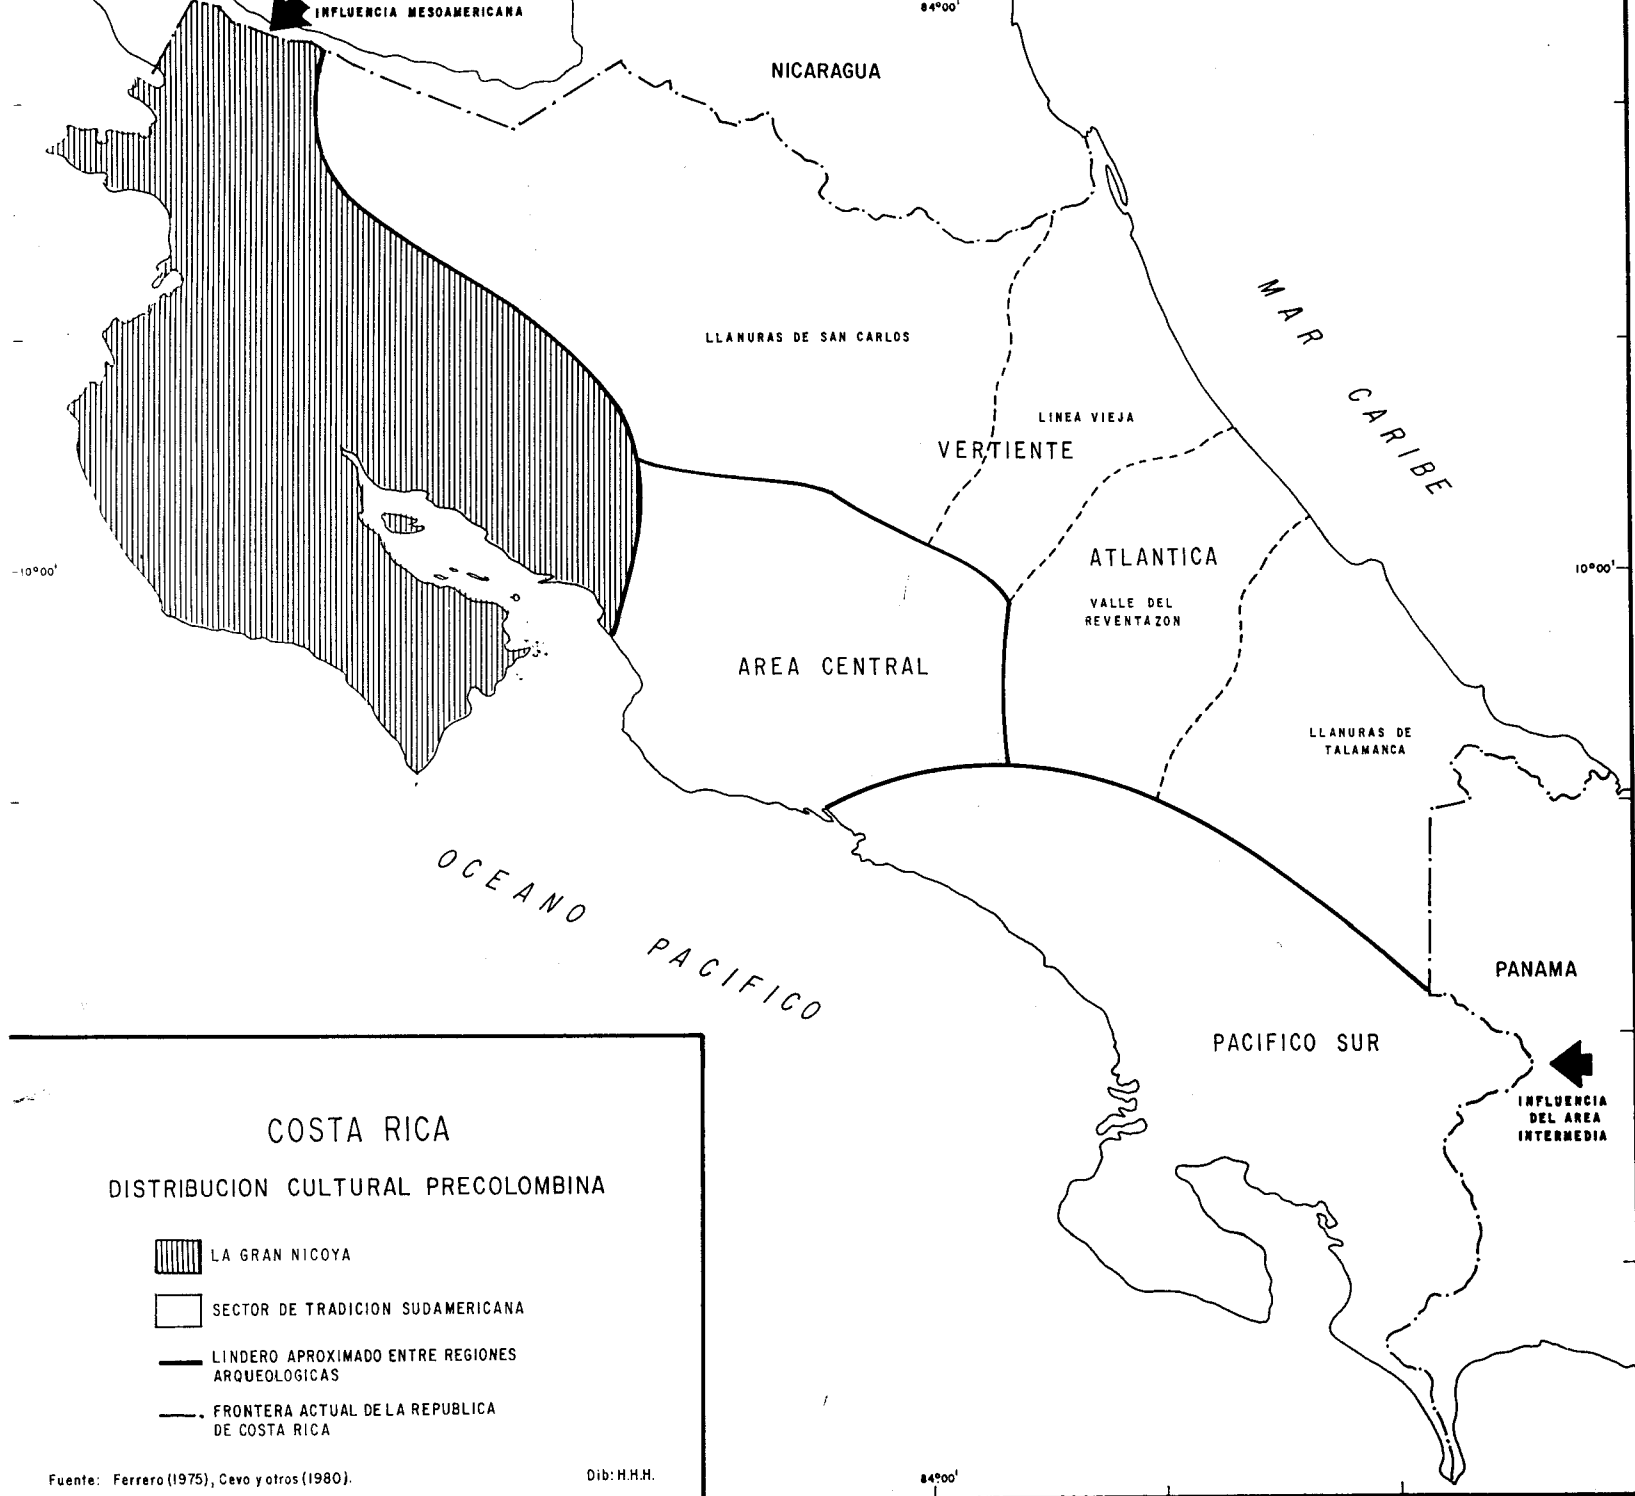 INFLUENCIA MESOAMERICANA
84°00'
NICARAGUA
LLANURAS DE SAN CARLOS
MAR CARIBE
LINEA VIEJA
VERTIENTE
ATLANTICA
10°00'
10°00'
VALLE DEL
REVENTAZON
AREA CENTRAL
LLANURAS DE
TALAMANCA
OCEANO PACIFICO
PANAMA
PACIFICO SUR
INFLUENCIA
DEL AREA
INTERMEDIA
COSTA RICA
DISTRIBUCION CULTURAL PRECOLOMBINA
LA GRAN NICOYA
SECTOR DE TRADICION SUDAMERICANA
LINDERO APROXIMADO ENTRE REGIONES
ARQUEOLOGICAS
FRONTERA ACTUAL DE LA REPUBLICA
DE COSTA RICA
Fuente: Ferrero (1975), Cevo y otros (1980).
Dib: H.H.H.
84°00'